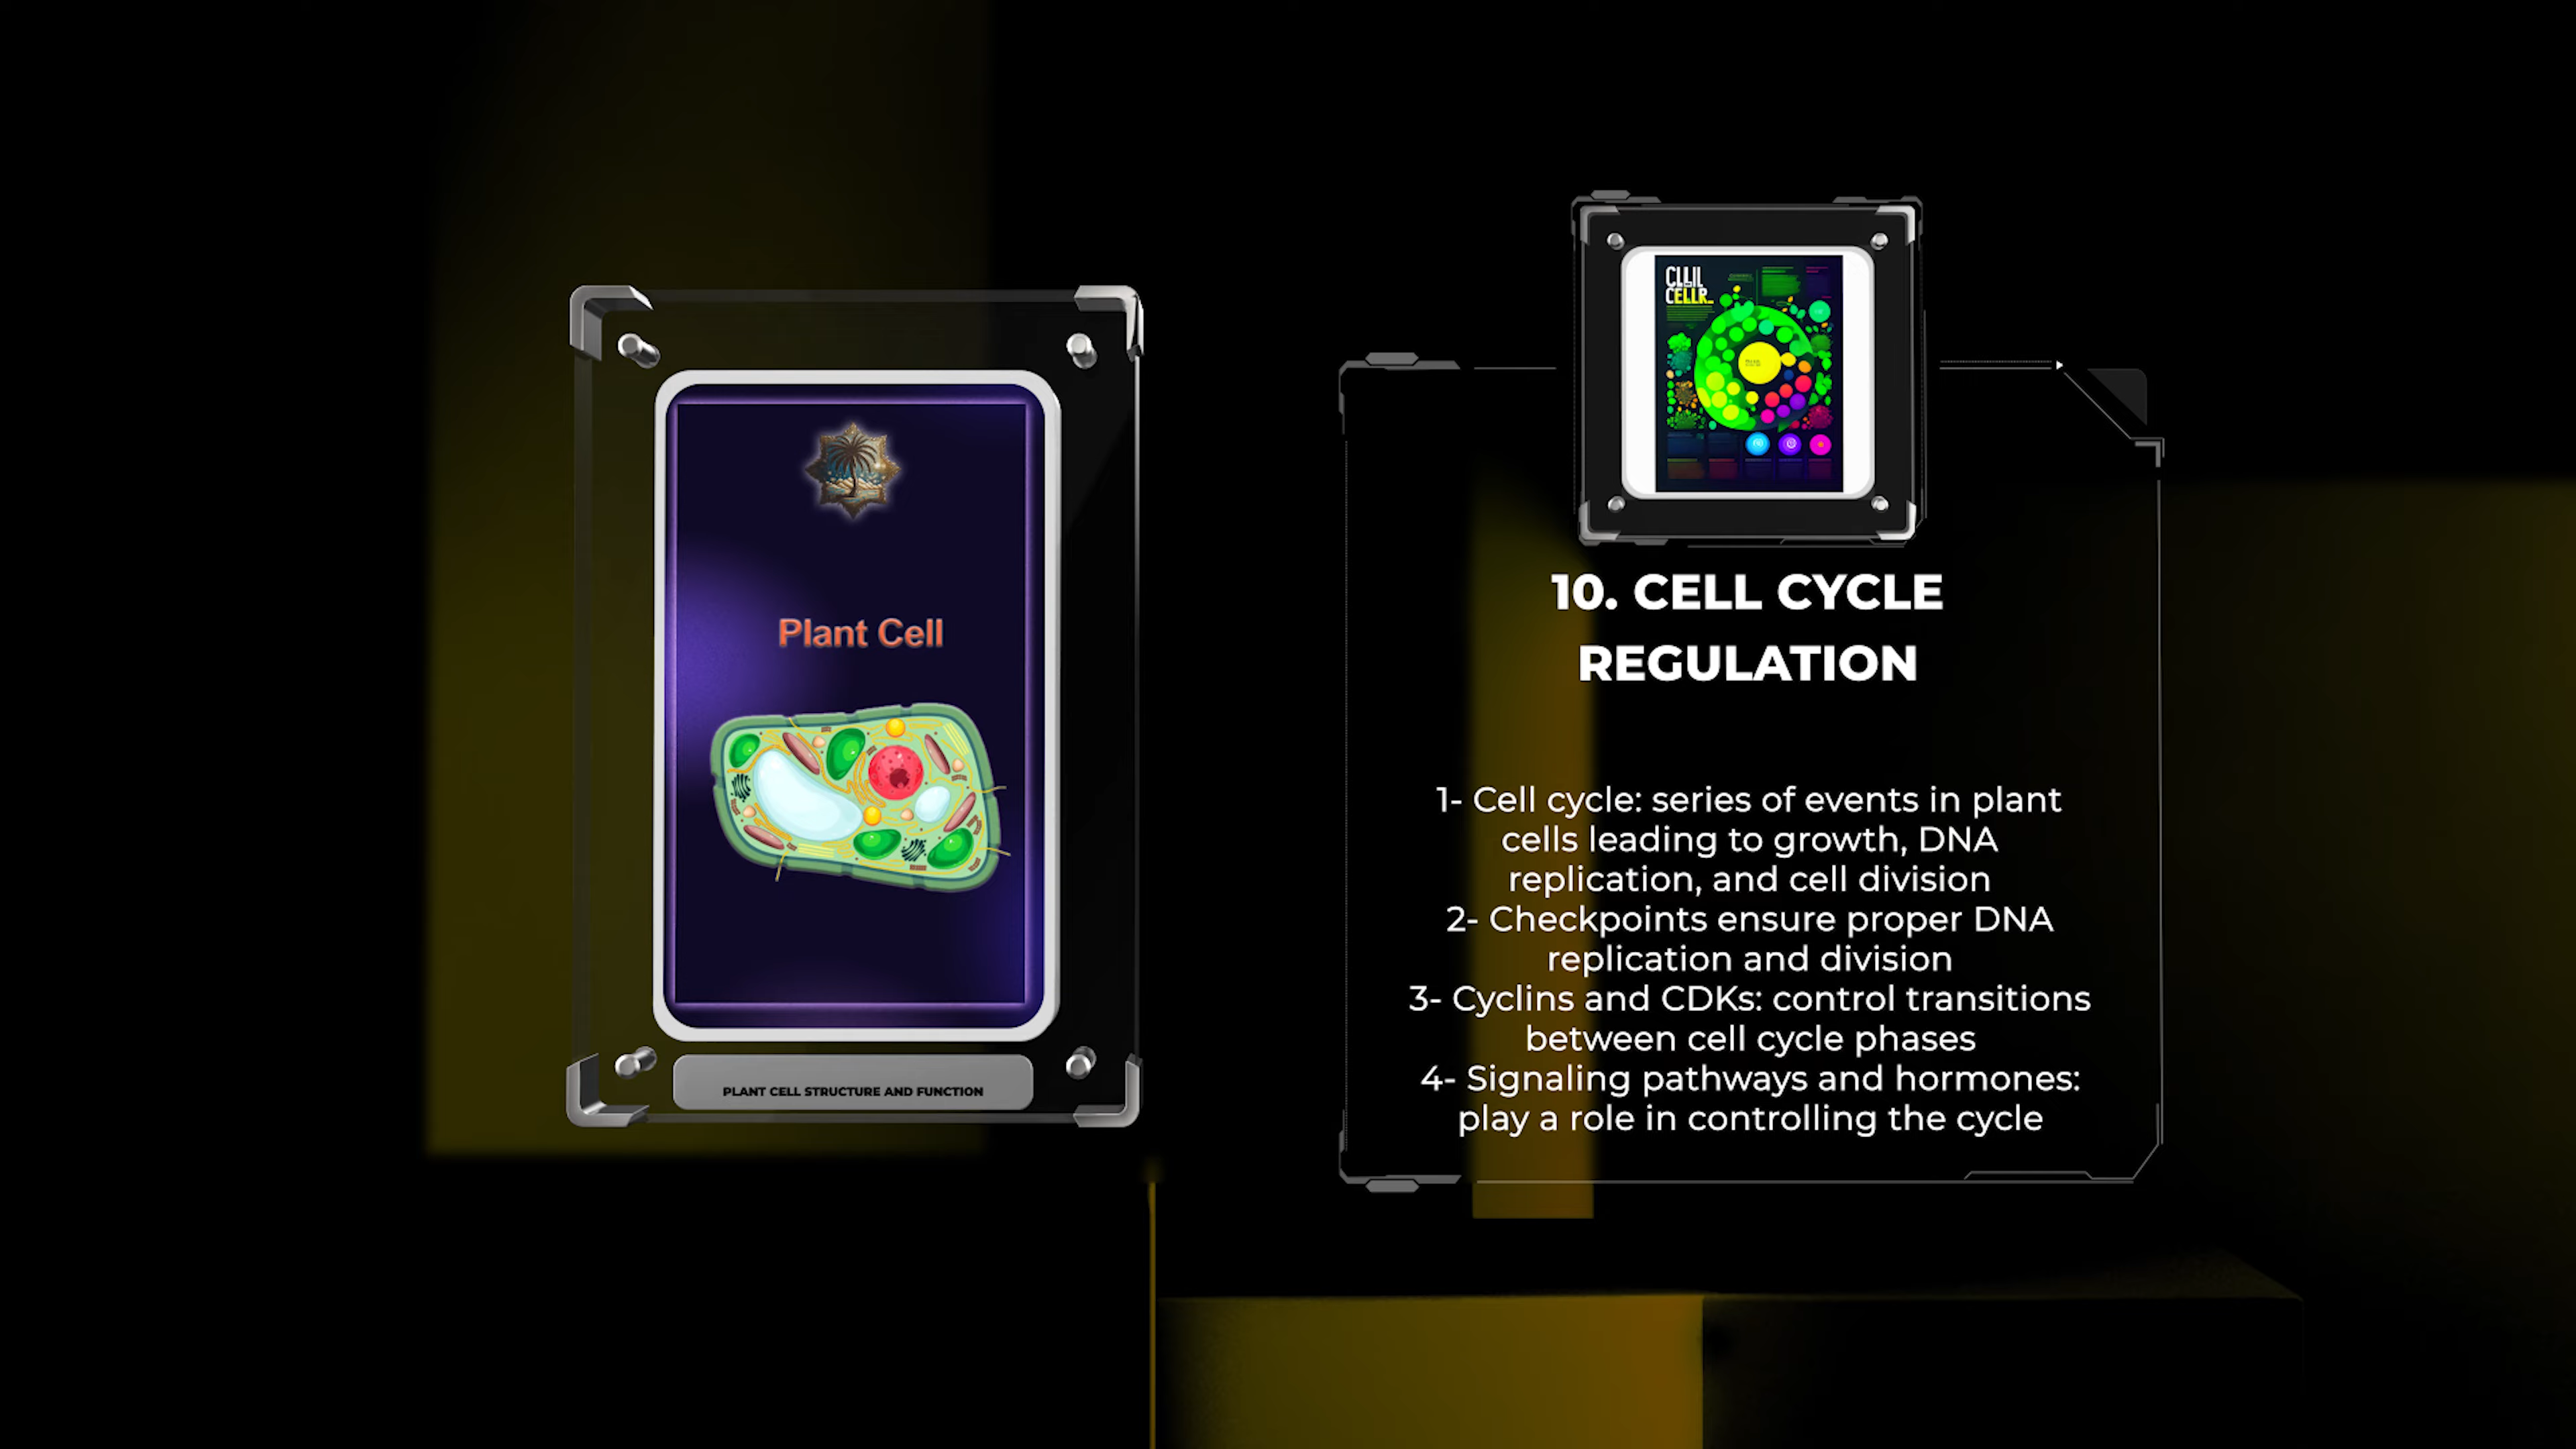 Plant Cell
PLANT CELL STRUCTURE AND FUNCTION
CLLIL
CELLR
10. CELL CYCLE
REGULATION
1- Cell cycle: series of events in plant
cells leading to growth, DNA
replication, and cell division
2- Checkpoints ensure proper DNA
replication and division
3- Cyclins and CDKs: control transitions
between cell cycle phases
4- Signaling pathways and hormones:
play a role in controlling the cycle